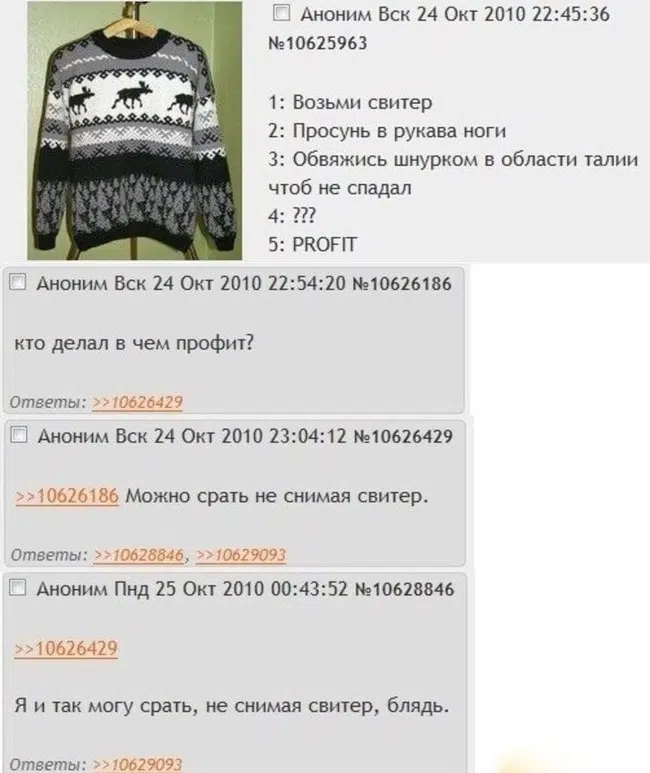 Аноним Вск 24 Окт 2010 22:45:36
№10625963
1: Возьми свитер
2: Просунь в рукава ноги
3: Обвяжись шнурком в области талии
чтоб не спадал
4: ???
5: PROFIT
Аноним Вск 24 Окт 2010 22:54:20 №10626186
кто делал в чем профит?
Ответы: >>10626429
Аноним Вск 24 Окт 2010 23:04:12 №10626429
>>10626186 Можно срать не снимая свитер.
Ответы: >>10628846, >>10629093
Аноним Пнд 25 Окт 2010 00:43:52 №10628846
>>10626429
Я и так могу срать, не снимая свитер, блядь.
Ответы: >>10629093